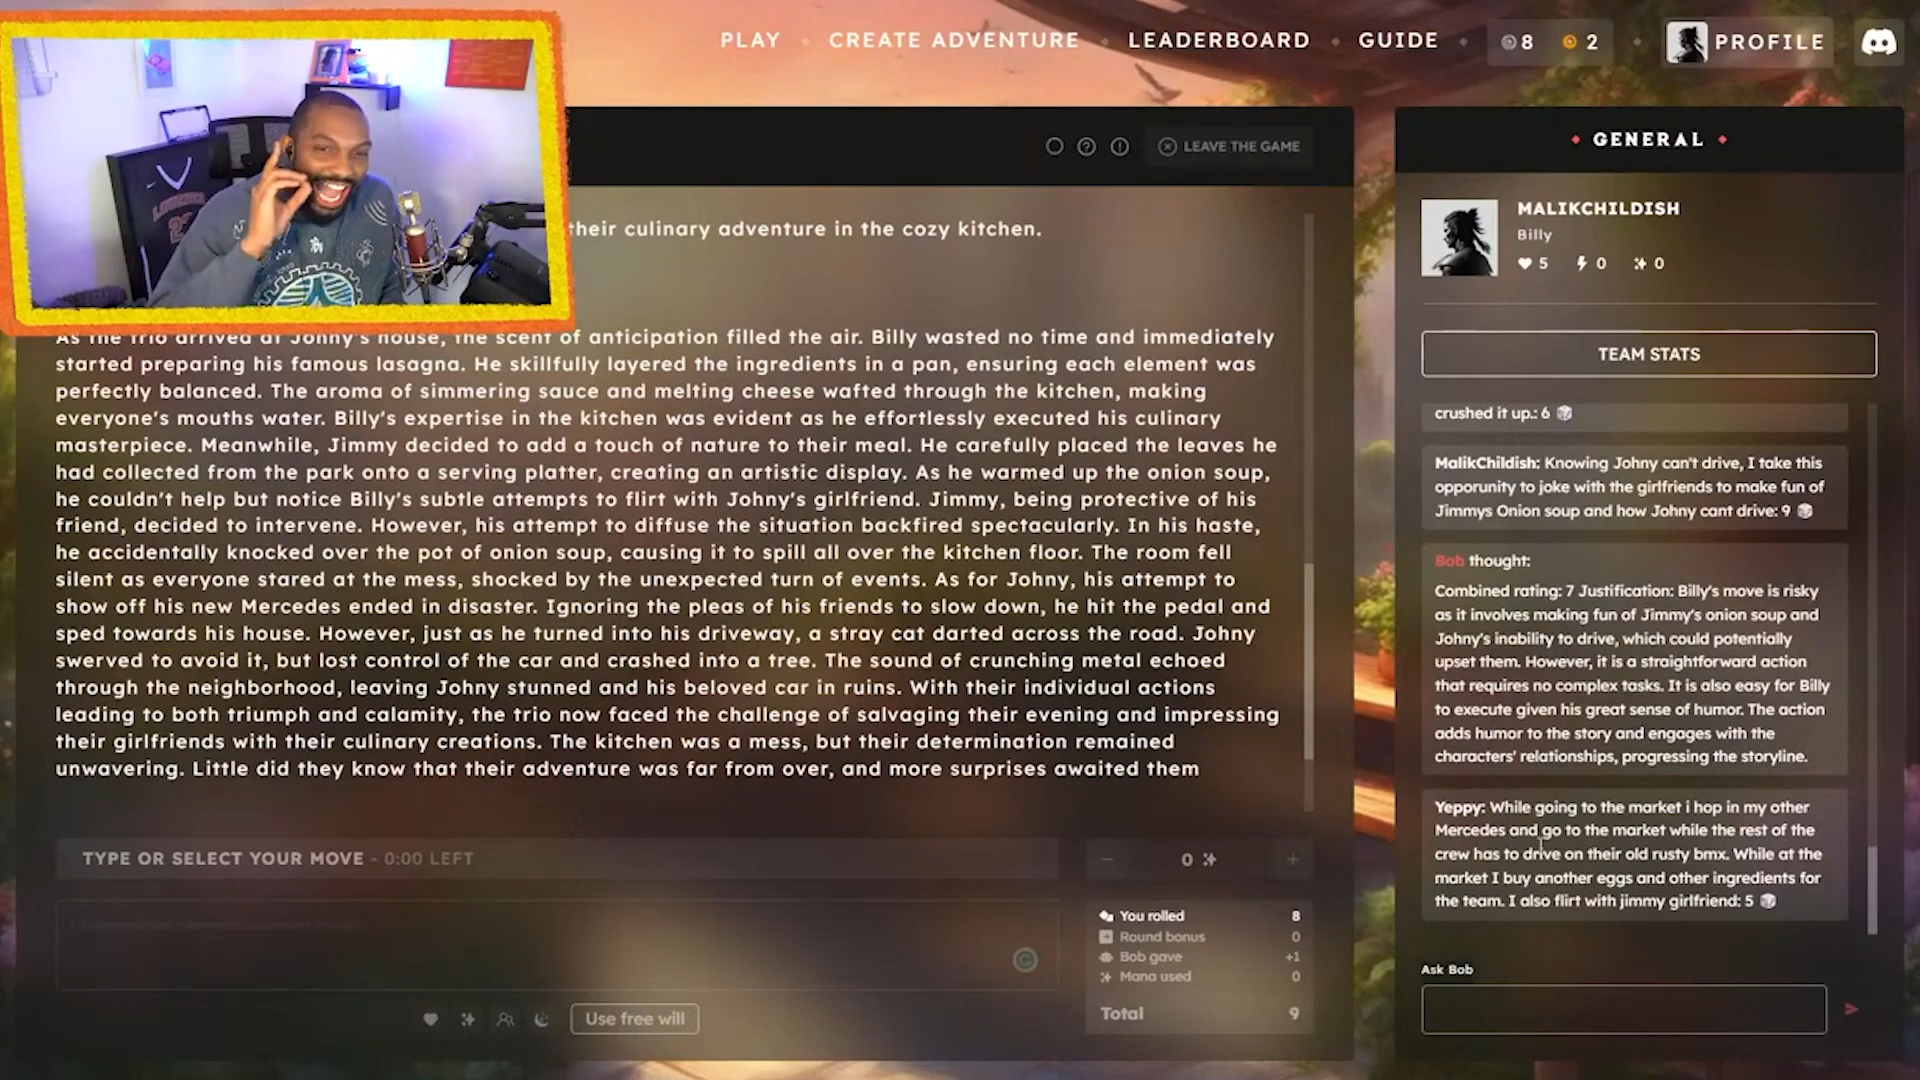 PLAY
CREATE ADVENTURE
LEADERBOARD
GUIDE
8
2
PROFILE
LEAVE THE GAME
their culinary adventure in the cozy kitchen.
As the trio arrived at Johny's house, the scent of anticipation filled the air. Billy wasted no time and immediately
started preparing his famous lasagna. He skillfully layered the ingredients in a pan, ensuring each element was
perfectly balanced. The aroma of simmering sauce and melting cheese wafted through the kitchen, making
everyone's mouths water. Billy's expertise in the kitchen was evident as he effortlessly executed his culinary
masterpiece. Meanwhile, Jimmy decided to add a touch of nature to their meal. He carefully placed the leaves he
had collected from the park onto a serving platter, creating an artistic display. As he warmed up the onion soup,
he couldn't help but notice Billy's subtle attempts to flirt with Johny's girlfriend. Jimmy, being protective of his
friend, decided to intervene. However, his attempt to diffuse the situation backfired spectacularly. In his haste,
he accidentally knocked over the pot of onion soup, causing it to spill all over the kitchen floor. The room fell
silent as everyone stared at the mess, shocked by the unexpected turn of events. As for Johny, his attempt to
show off his new Mercedes ended in disaster. Ignoring the pleas of his friends to slow down, he hit the pedal and
sped towards his house. However, just as he turned into his driveway, a stray cat darted across the road. Johny
swerved to avoid it, but lost control of the car and crashed into a tree. The sound of crunching metal echoed
through the neighborhood, leaving Johny stunned and his beloved car in ruins. With their individual actions
leading to both triumph and calamity, the trio now faced the challenge of salvaging their evening and impressing
their girlfriends with their culinary creations. The kitchen was a mess, but their determination remained
unwavering. Little did they know that their adventure was far from over, and more surprises awaited them
TYPE OR SELECT YOUR MOVE - 0:00 LEFT
0
You rolled 8
Round bonus 0
Bob gave +1
Mana used 0
Total 9
Use free will
GENERAL
MALIKCHILDISH
Billy
5 0 0
TEAM STATS
crushed it up.: 6
MalikChildish: Knowing Johny can't drive, I take this
opporunity to joke with the girlfriends to make fun of
Jimmys Onion soup and how Johny cant drive: 9
Bob thought:
Combined rating: 7 Justification: Billy's move is risky
as it involves making fun of Jimmy's onion soup and
Johny's inability to drive, which could potentially
upset them. However, it is a straightforward action
that requires no complex tasks. It is also easy for Billy
to execute given his great sense of humor. The action
adds humor to the story and engages with the
characters' relationships, progressing the storyline.
Yeppy: While going to the market i hop in my other
Mercedes and go to the market while the rest of the
crew has to drive on their old rusty bmx. While at the
market I buy another eggs and other ingredients for
the team. I also flirt with jimmy girlfriend: 5
Ask Bob